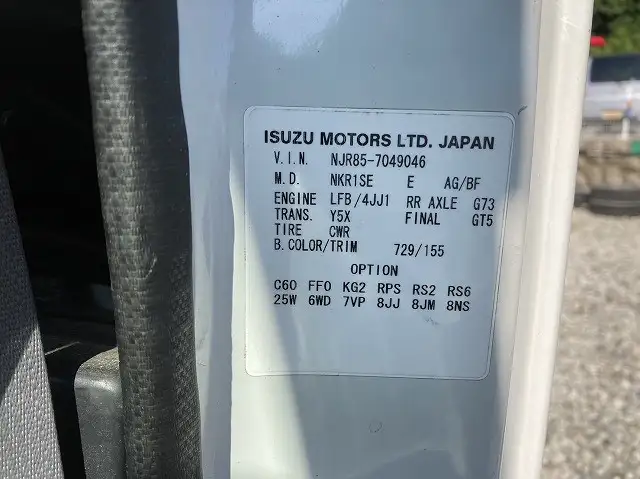 ISUZU MOTORS LTD. JAPAN
V.I.N. NJR85-7049046
M.D. NKR1SE E AG/BF
ENGINE LFB/4JJ1 RR AXLE G73
TRANS. Y5X FINAL GT5
TIRE CWR
B.COLOR/TRIM 729/155
OPTION
C60 FF0 KG2 RPS RS2 RS6
25W 6WD 7VP 8JJ 8JM 8NS